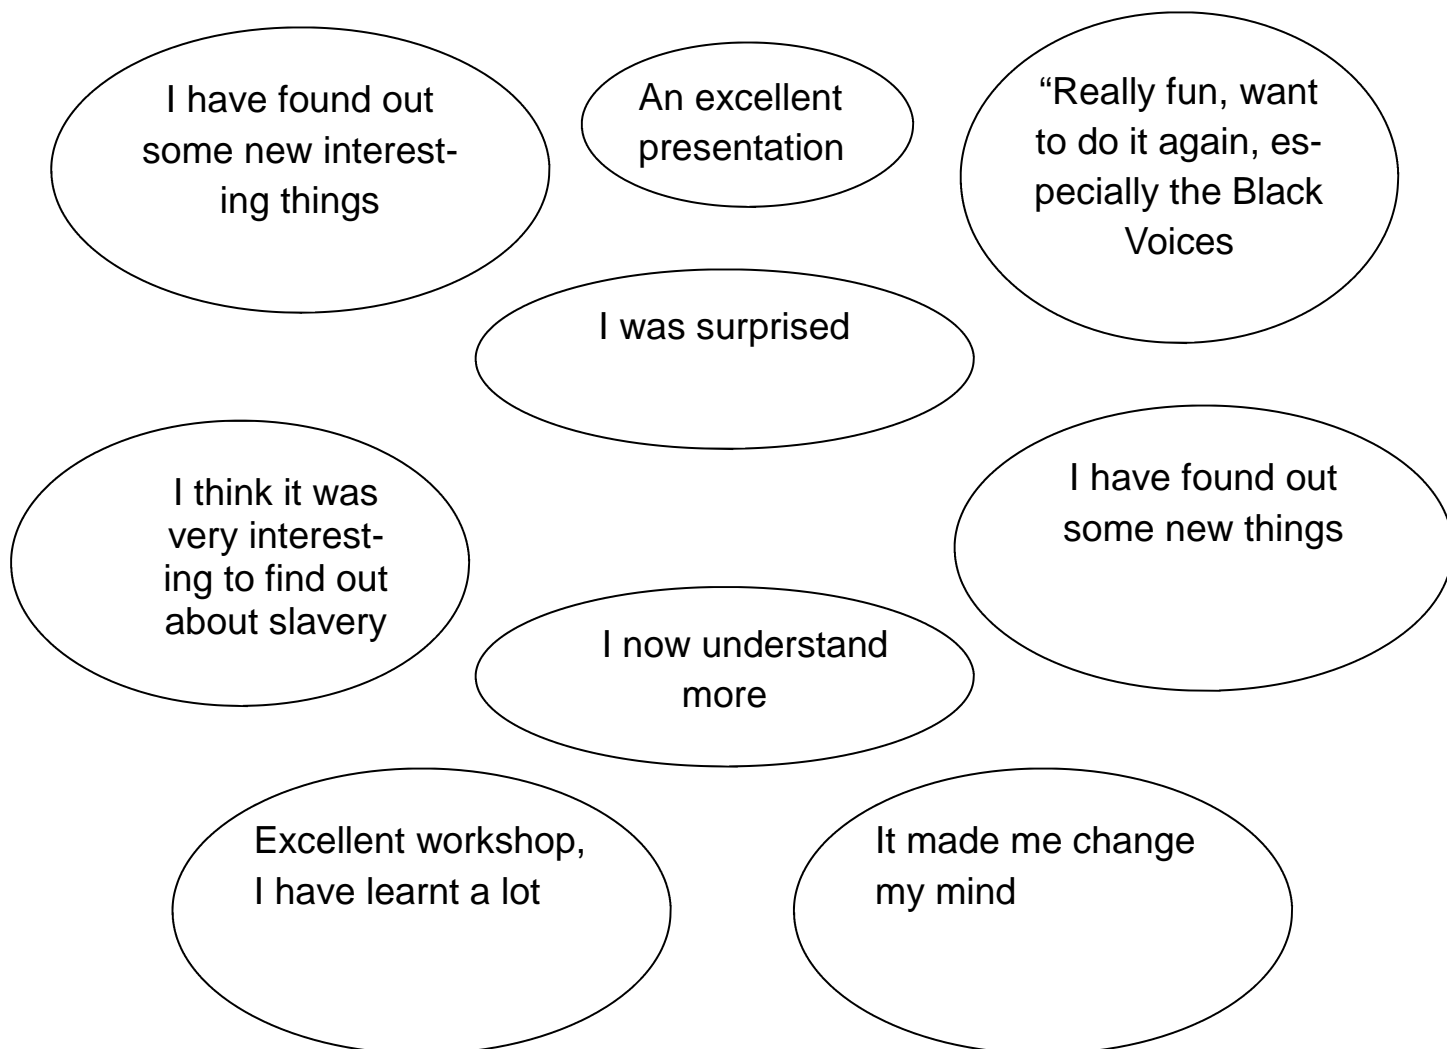 I have found out
some new interest-
ing things
An excellent
presentation
“Really fun, want
to do it again, es-
pecially the Black
Voices
I was surprised
I think it was
very interest-
ing to find out
about slavery
I have found out
some new things
I now understand
more
Excellent workshop,
I have learnt a lot
It made me change
my mind